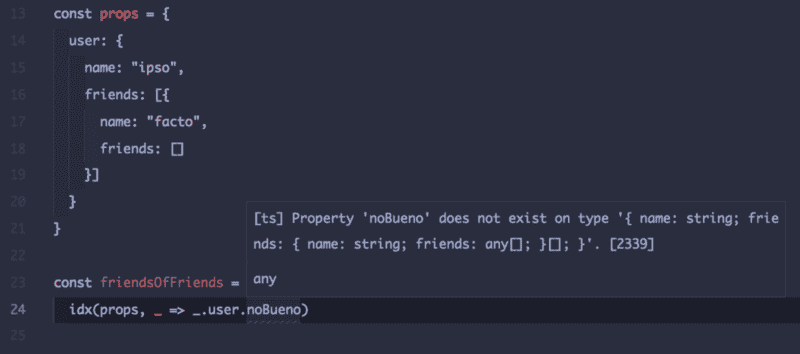 13 const props = {
14 user: {
15 name: "ipso",
16 friends: [{
17 name: "facto",
18 friends: []
19 }]
20 }
21 }
[ts] Property 'noBueno' does not exist on type '{ name: string; frie
nds: { name: string; friends: any[]; }[]; }'. [2339]
any
22
23 const friendsOfFriends =
24 idx(props, _ => _.user.noBueno)
25